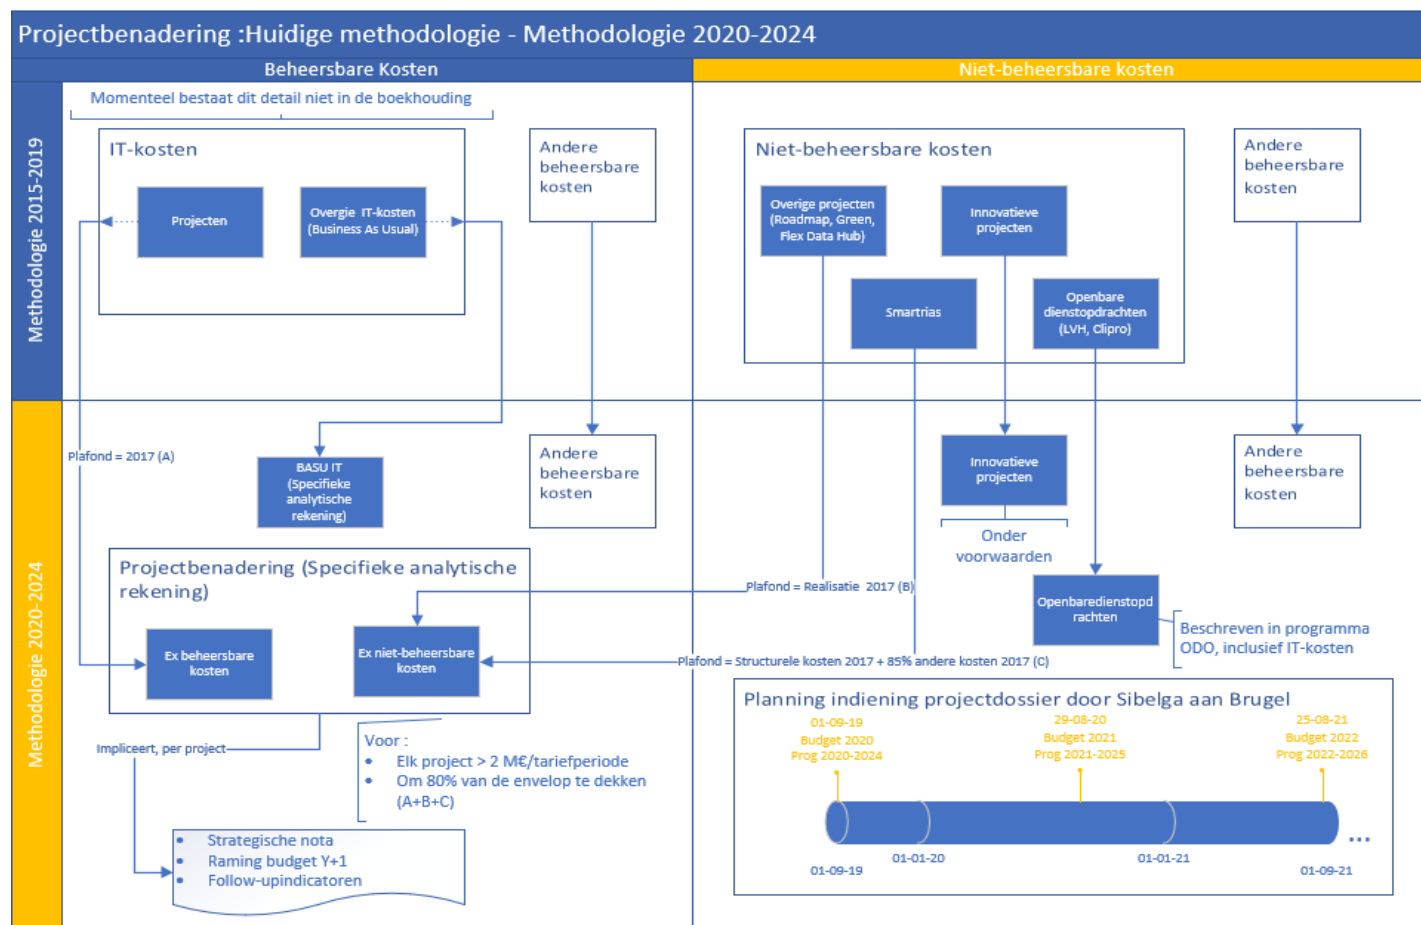 Projectbenadering :Huidige methodologie - Methodologie 2020-2024
Beheersbare Kosten
Niet-beheersbare kosten
Methodologie 2015-2019
Momenteel bestaat dit detail niet in de boekhouding
IT-kosten
Projecten
Overgie IT-kosten
(Business As Usual)
Andere
beheersbare
kosten
Niet-beheersbare kosten
Overige projecten
(Roadmap, Green,
Flex Data Hub)
Innovatieve
projecten
Smartrias
Openbare
dienstopdrachten
(LVH, Clipro)
Andere
beheersbare
kosten
Methodologie 2020-2024
Plafond = 2017 (A)
BASU IT
(Specifieke
analytische
rekening)
Andere
beheersbare
kosten
Innovatieve
projecten
Onder
voorwaarden
Andere
beheersbare
kosten
Projectbenadering (Specifieke analytische
rekening)
Ex beheersbare
kosten
Ex niet-beheersbare
kosten
Plafond = Realisatie 2017 (B)
Plafond = Structurele kosten 2017 + 85% andere kosten 2017 (C)
Openbaredienstopd
rachten
Beschreven in programma
ODO, inclusief IT-kosten
Impliceert, per project
Voor :
• Elk project > 2 M€/tariefperiode
• Om 80% van de envelop te dekken
(A+B+C)
• Strategische nota
• Raming budget Y+1
• Follow-upindicatoren
Planning indiening projectdossier door Sibelga aan Brugel
01-09-19
Budget 2020
Prog 2020-2024
29-08-20
Budget 2021
Prog 2021-2025
25-08-21
Budget 2022
Prog 2022-2026
...
01-09-19
01-01-20
01-01-21
01-09-21